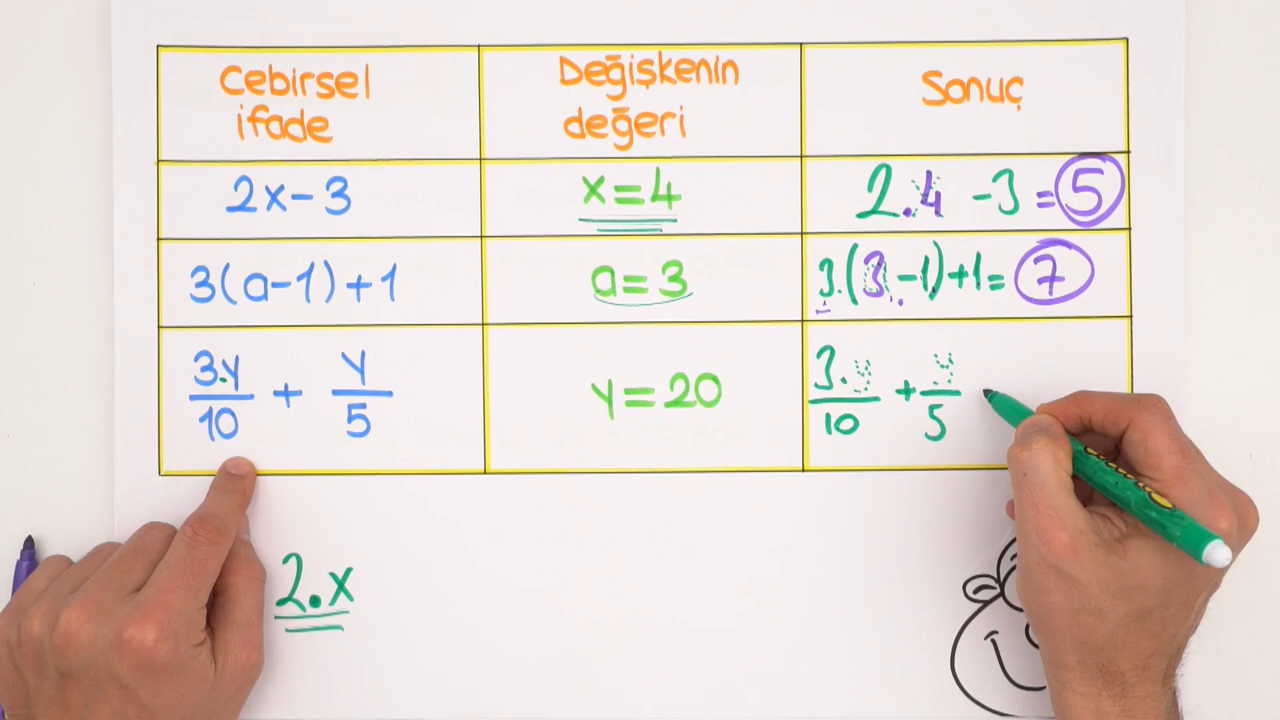 Cebirsel ifade
Değişkenin değeri
Sonuç
2x-3
x=4
2.4 -3 = 5
3(a-1)+1
a=3
3.(3-1)+1= 7
3.y/10 + y/5
y=20
3.y/10 + y/5
2.x